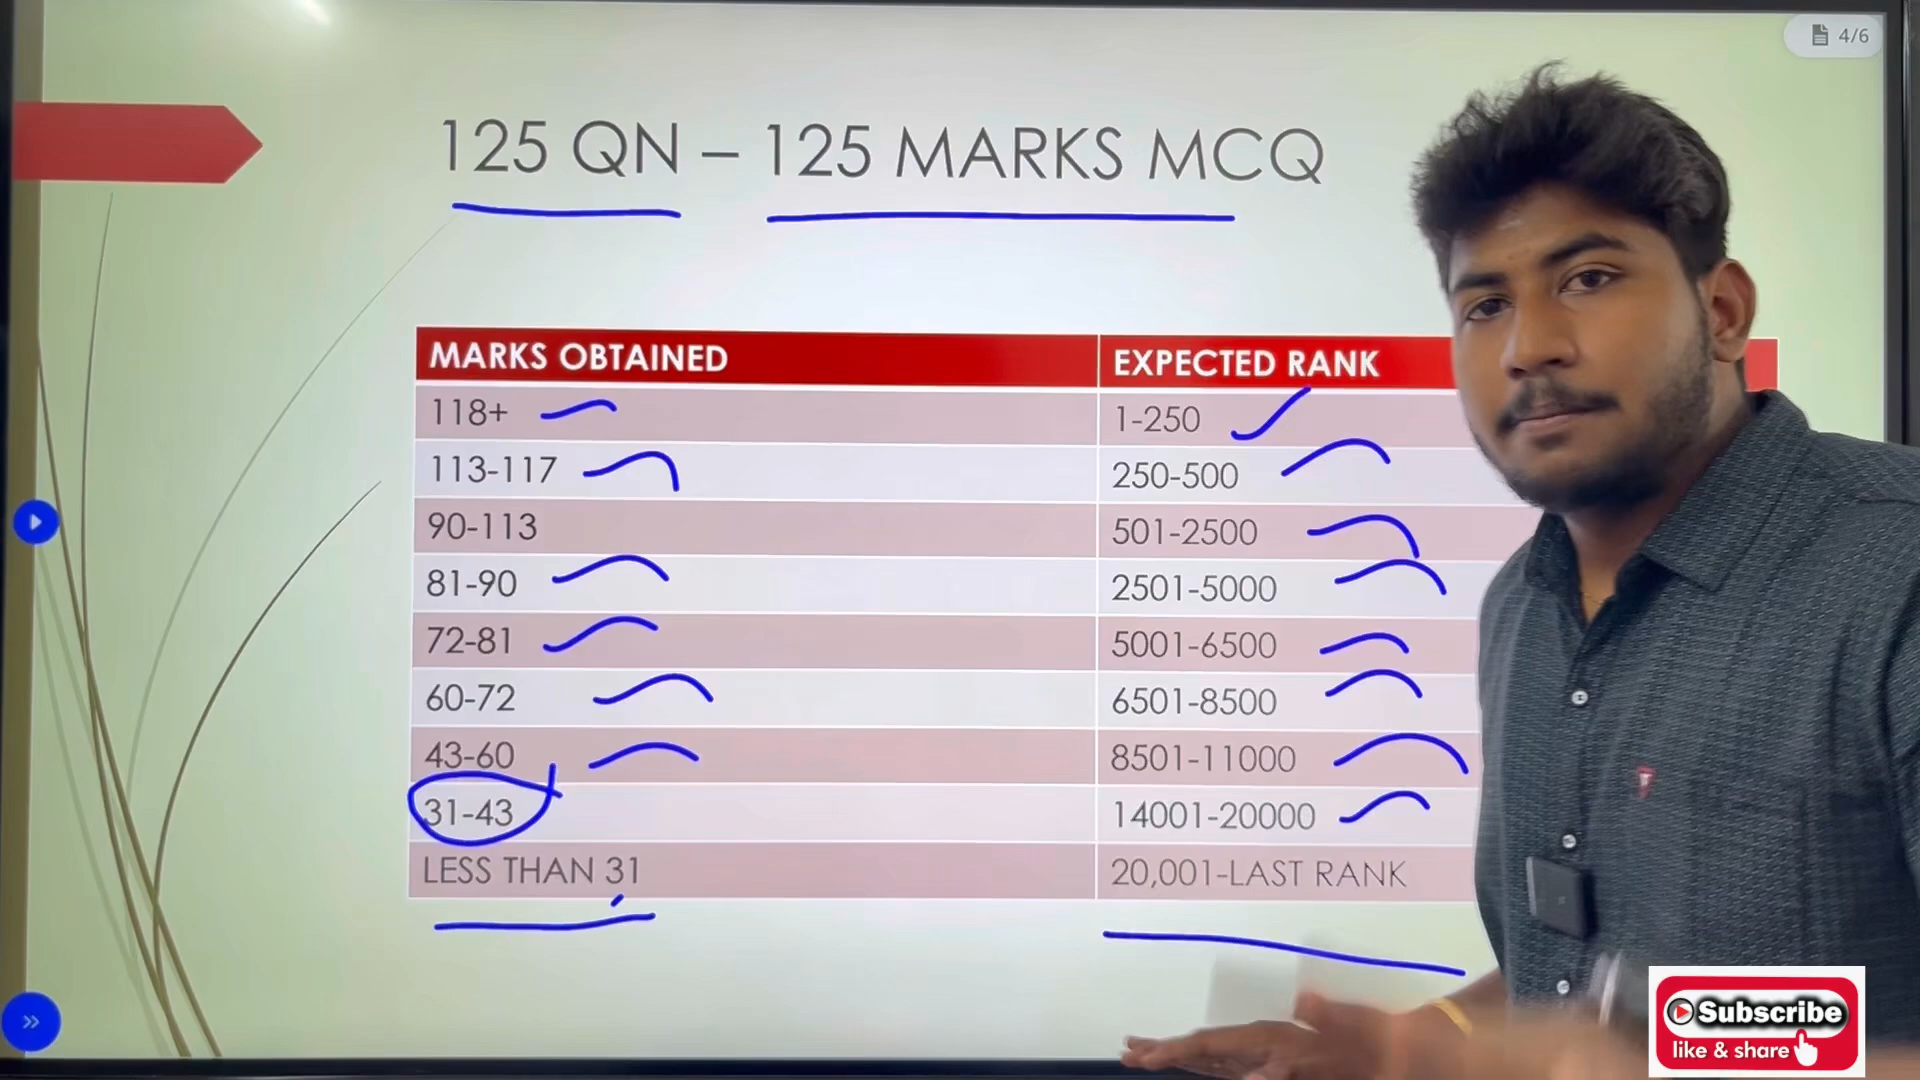 4/6
125 QN – 125 MARKS MCQ
MARKS OBTAINED EXPECTED RANK
118+ 1-250
113-117 250-500
90-113 501-2500
81-90 2501-5000
72-81 5001-6500
60-72 6501-8500
43-60 8501-11000
31-43 14001-20000
LESS THAN 31 20,001-LAST RANK
Subscribe
like & share